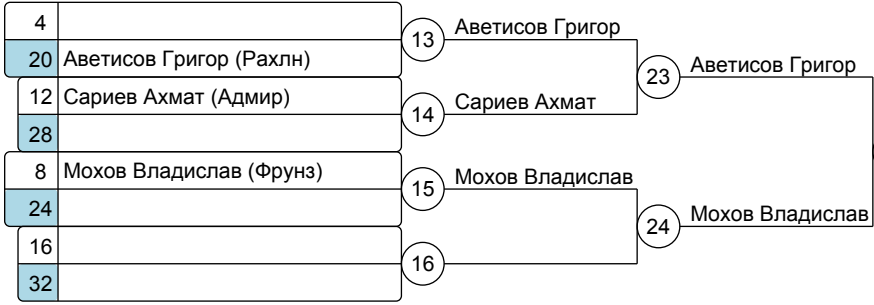 4
13
Аветисов Григор
20 Аветисов Григор (Рахлн)
23
Аветисов Григор
12 Сариев Ахмат (Адмир)
14
Сариев Ахмат
28
8 Мохов Владислав (Фрунз)
15
Мохов Владислав
24
24
Мохов Владислав
16
16
32